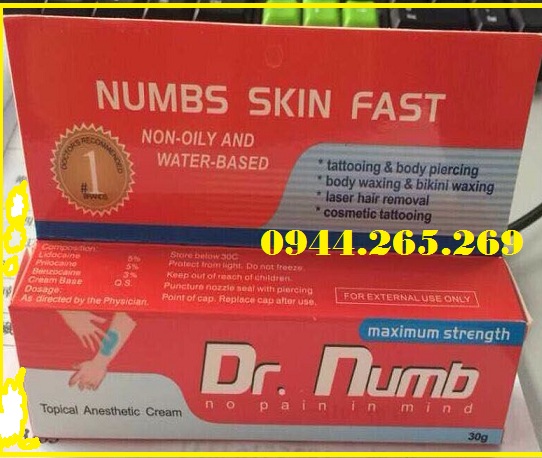 NUMBS SKIN FAST
NON-OILY AND
WATER-BASED
DOCTORS RECOMMENDED
#1
BRANDS
* tattooing & body piercing
* body waxing & bikini waxing
* laser hair removal
* cosmetic tattooing
0944.265.269
Composition:
Lidocaine 5%
Prilocaine 5%
Benzocaine 3%
Cream Base Q.S.
Dosage:
As directed by the Physician.
Store below 30C
Protect from light. Do not freeze.
Keep out of reach of children.
Puncture nozzle seal with piercing
Point of cap. Replace cap after use.
FOR EXTERNAL USE ONLY
maximum strength
Dr. Numb
no pain in mind
Topical Anesthetic Cream
30g